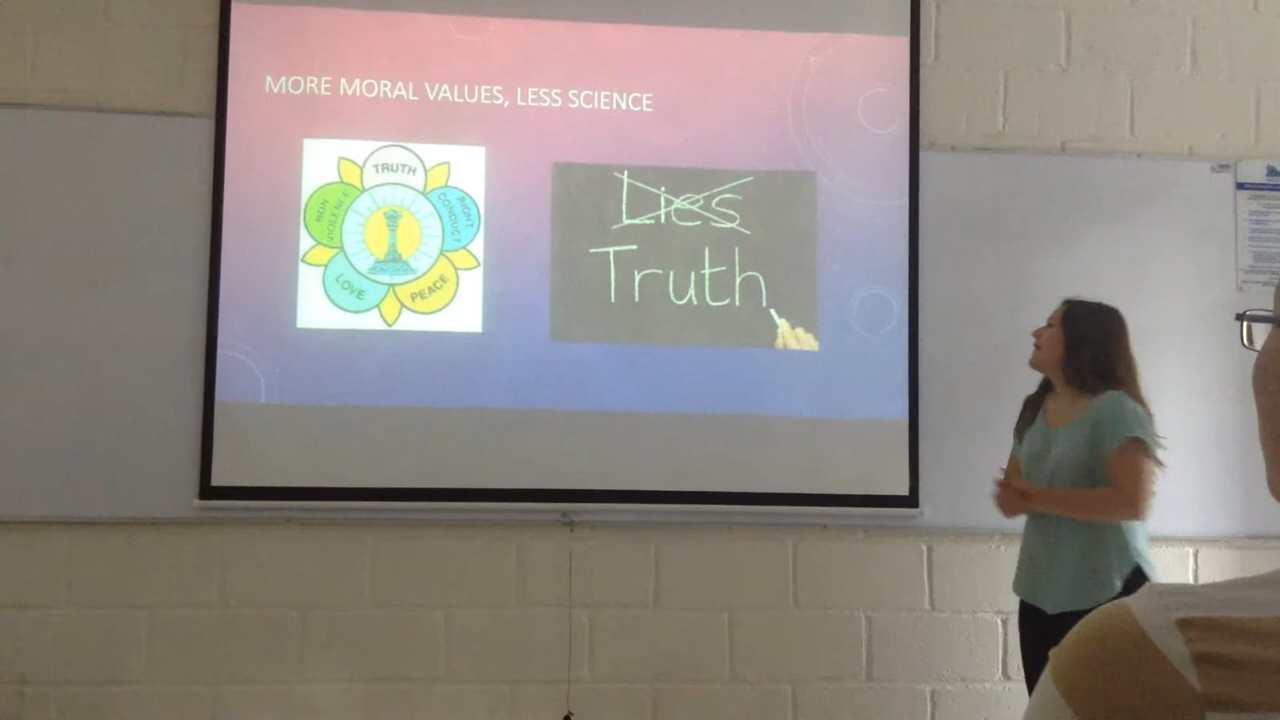 MORE MORAL VALUES, LESS SCIENCE
TRUTH
NON
VIOLENCE
RIGHT
CONDUCT
LOVE
PEACE
Lies
Truth